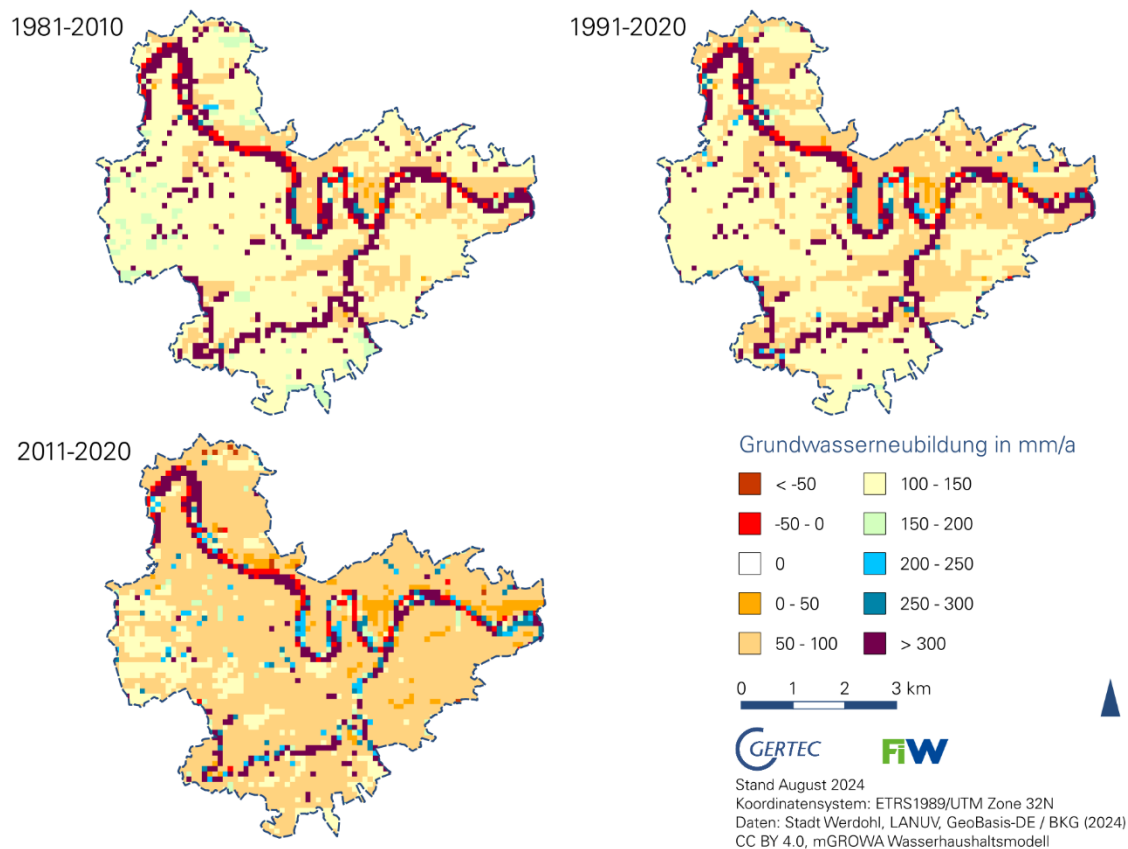 1981-2010
1991-2020
2011-2020
Grundwasserneubildung in mm/a
< -50
100 - 150
-50 - 0
150 - 200
0
200 - 250
0 - 50
250 - 300
50 - 100
> 300
0 1 2 3 km
GERTEC
FiW
Stand August 2024
Koordinatensystem: ETRS1989/UTM Zone 32N
Daten: Stadt Werdohl, LANUV, GeoBasis-DE / BKG (2024)
CC BY 4.0, mGROWA Wasserhaushaltsmodell